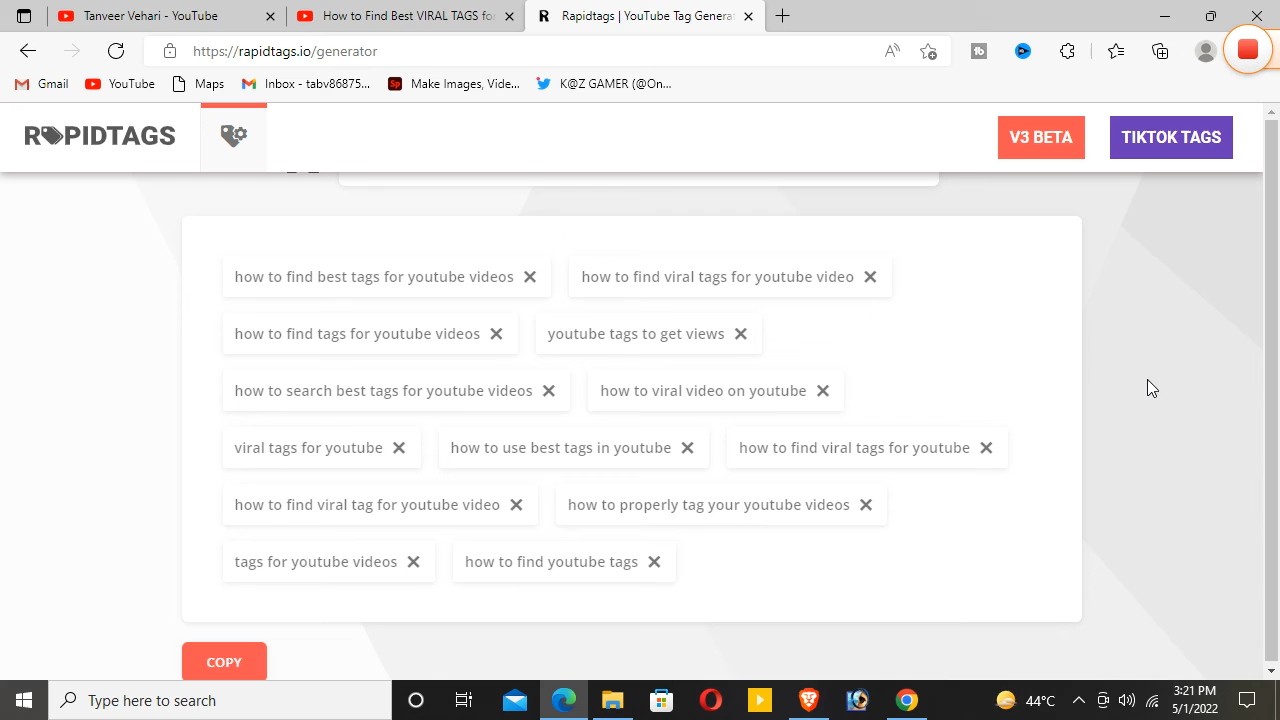 Tanveer Vehari - YouTube
How to Find Best VIRAL TAGS for
Rapidtags | YouTube Tag Generat
https://rapidtags.io/generator
Gmail
YouTube
Maps
Inbox - tabv86875...
Make Images, Vide...
K@Z GAMER (@On...
RAPIDTAGS
V3 BETA
TIKTOK TAGS
how to find best tags for youtube videos
how to find viral tags for youtube video
how to find tags for youtube videos
youtube tags to get views
how to search best tags for youtube videos
how to viral video on youtube
viral tags for youtube
how to use best tags in youtube
how to find viral tags for youtube
how to find viral tag for youtube video
how to properly tag your youtube videos
tags for youtube videos
how to find youtube tags
COPY
Type here to search
44°C
3:21 PM
5/1/2022